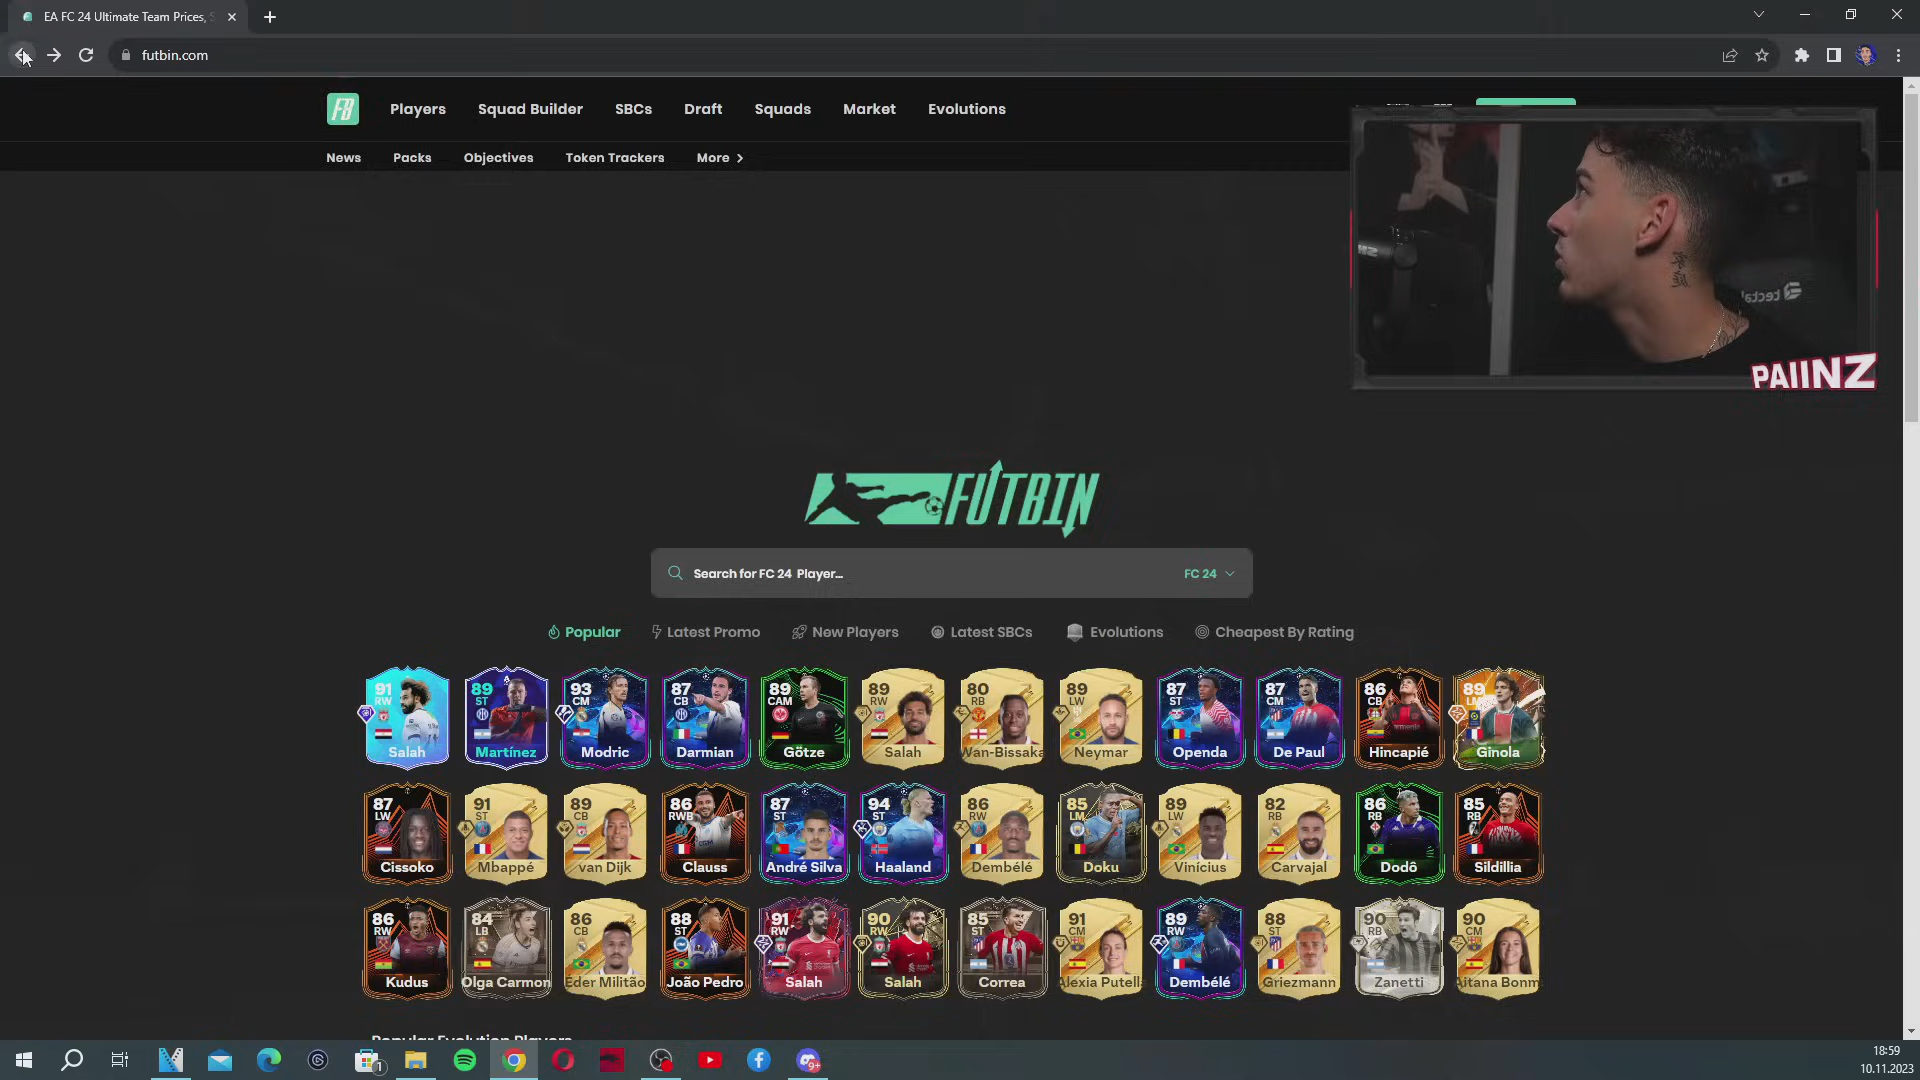 EA FC 24 Ultimate Team Prices, S
futbin.com
FB
Players
Squad Builder
SBCs
Draft
Squads
Market
Evolutions
News
Packs
Objectives
Token Trackers
More
PAIINZ
FUTBIN
Search for FC 24 Player...
FC 24
Popular
Latest Promo
New Players
Latest SBCs
Evolutions
Cheapest By Rating
91 RW Salah
89 ST Martínez
93 CM Modric
87 CB Darmian
89 CAM Götze
89 RW Salah
80 RB Wan-Bissaka
89 LW Neymar
87 ST Openda
87 CM De Paul
86 CB Hincapié
89 LM Ginola
87 LW Cissoko
91 ST Mbappé
89 CB van Dijk
86 RWB Clauss
87 ST André Silva
94 ST Haaland
86 RW Dembélé
85 LM Doku
89 LW Vinícius
82 RB Carvajal
86 RB Dodô
85 RB Sildillia
86 RW Kudus
84 LB Olga Carmon
86 CB Eder Militão
88 ST João Pedro
91 RW Salah
90 RW Salah
85 ST Correa
91 CM Alexia Putell
89 RW Dembélé
88 ST Griezmann
90 RB Zanetti
90 CM Aitana Bonm
Popular Evolution Players
1
9+
18:59
10.11.2023